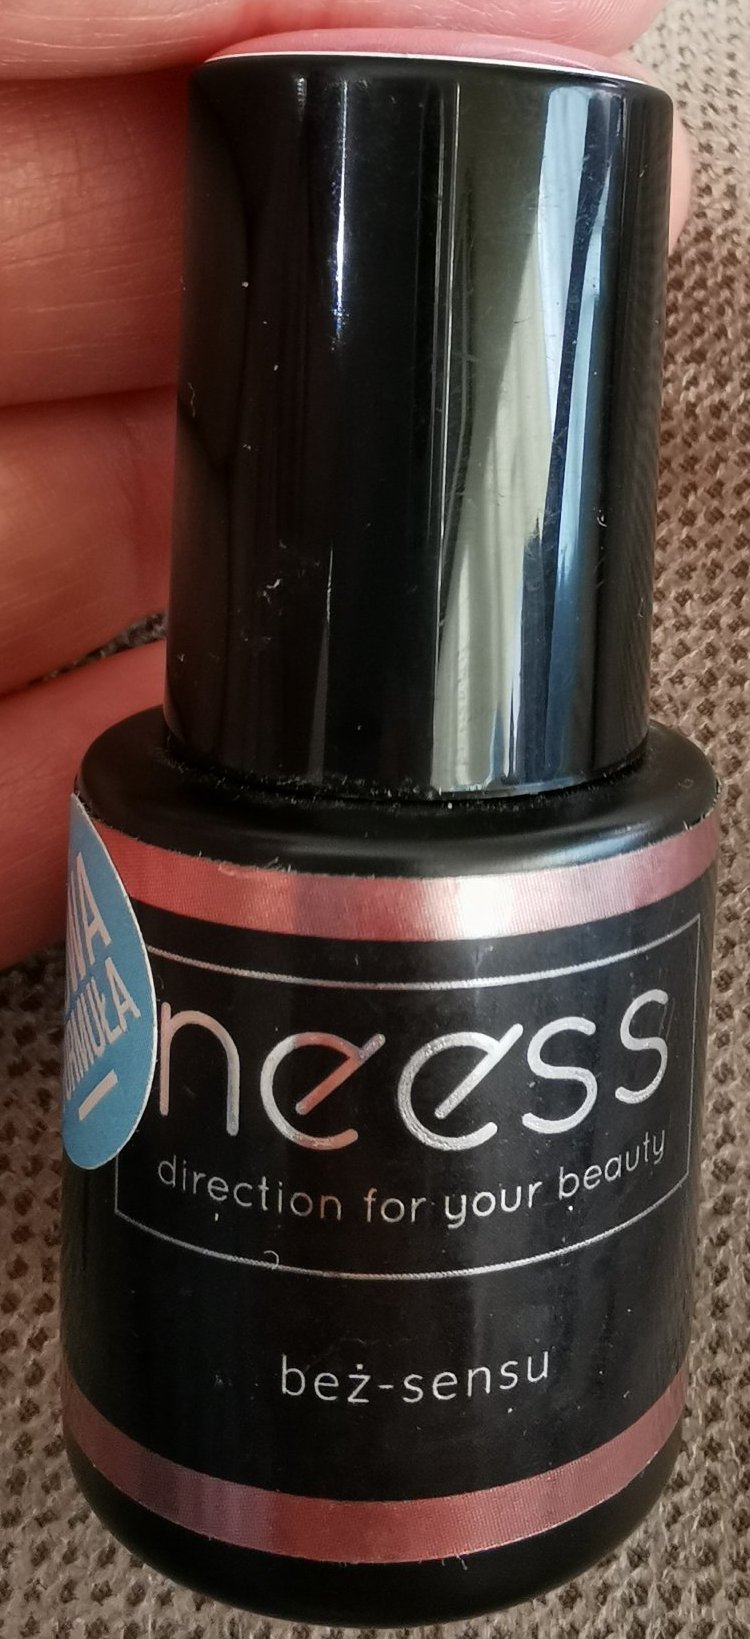 neess
direction for your beauty
beż-sensu